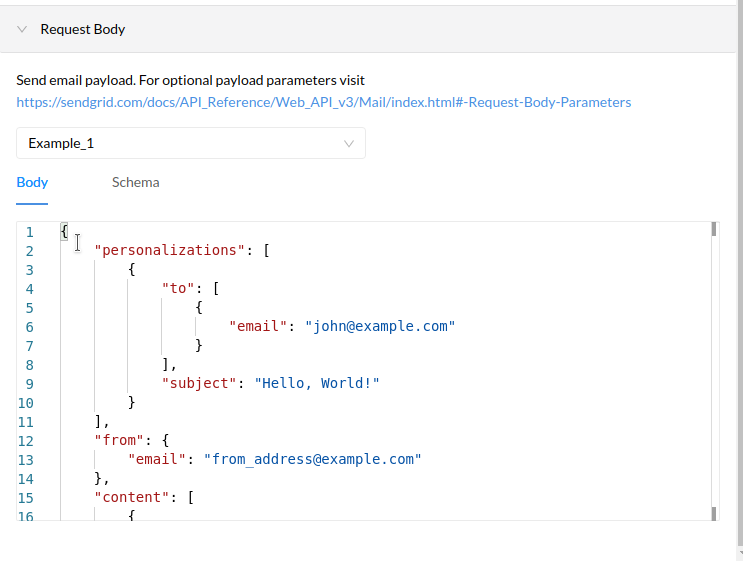 Request Body
Send email payload. For optional payload parameters visit
https://sendgrid.com/docs/API_Reference/Web_API_v3/Mail/index.html#-Request-Body-Parameters
Example_1
Body Schema
1 {
2 "personalizations": [
3 {
4 "to": [
5 {
6 "email": "john@example.com"
7 }
8 ],
9 "subject": "Hello, World!"
10 }
11 ],
12 "from": {
13 "email": "from_address@example.com"
14 },
15 "content": [
16 {